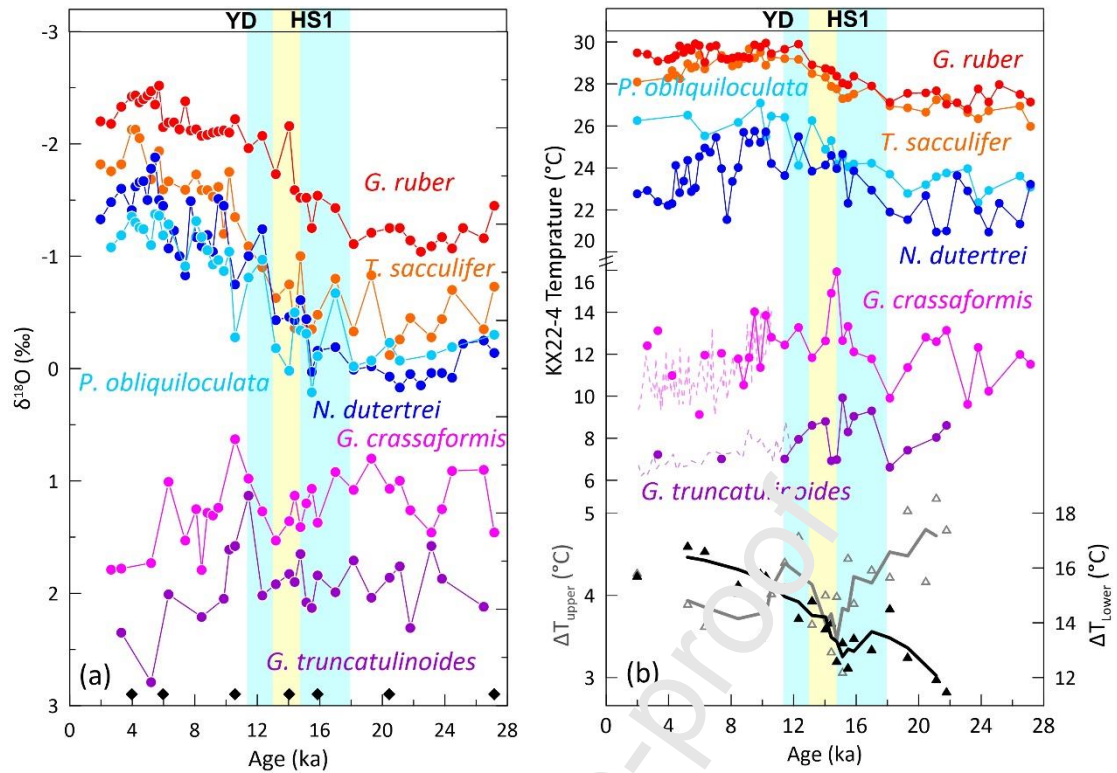 YD HS1
-3
-2
-1
0
1
2
3
δ¹⁸O (‰)
G. ruber
T. sacculifer
P. obliquiloculata
N. dutertrei
G. crassaformis
G. truncatulinoides
(a)
0 4 8 12 16 20 24 28
Age (ka)
YD HS1
30
28
26
24
22
20
16
14
12
10
8
6
5
4
3
KX22-4 Temprature (°C)
ΔTupper (°C)
G. ruber
P. obliquiloculata
T. sacculifer
N. dutertrei
G. crassaformis
G. truncatulinoides
18
16
14
12
ΔTLower (°C)
(b)
0 4 8 12 16 20 24 28
Age (ka)
-proof